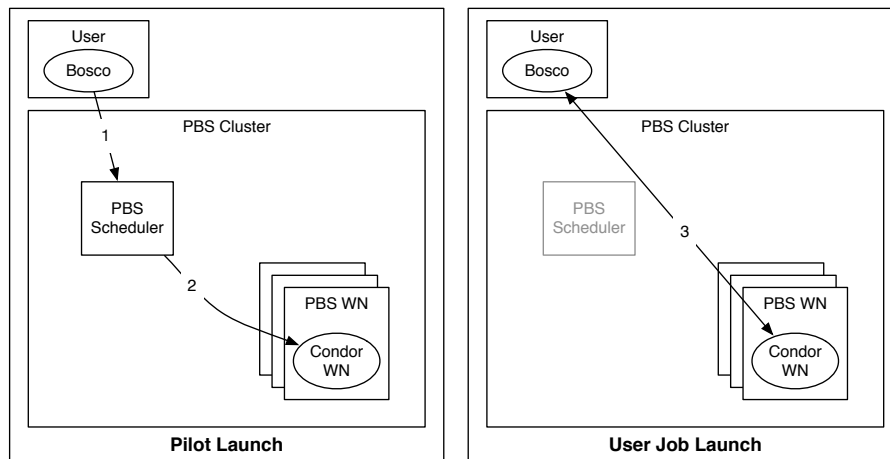 User
Bosco
1
PBS Cluster
PBS
Scheduler
2
PBS WN
Condor
WN
Pilot Launch
User
Bosco
PBS Cluster
PBS
Scheduler
3
PBS WN
Condor
WN
User Job Launch